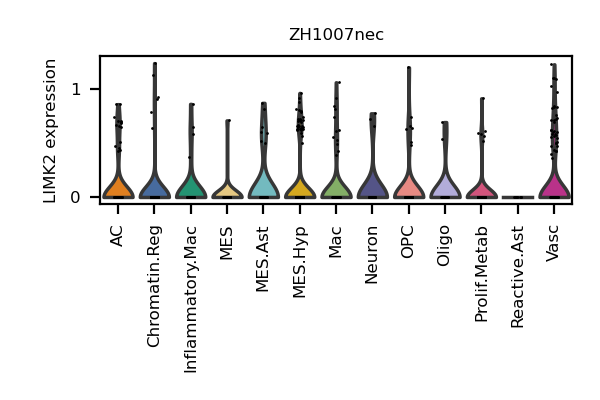 ZH1007nec
LIMK2 expression
1
0
AC
Chromatin.Reg
Inflammatory.Mac
MES
MES.Ast
MES.Hyp
Mac
Neuron
OPC
Oligo
Prolif.Metab
Reactive.Ast
Vasc